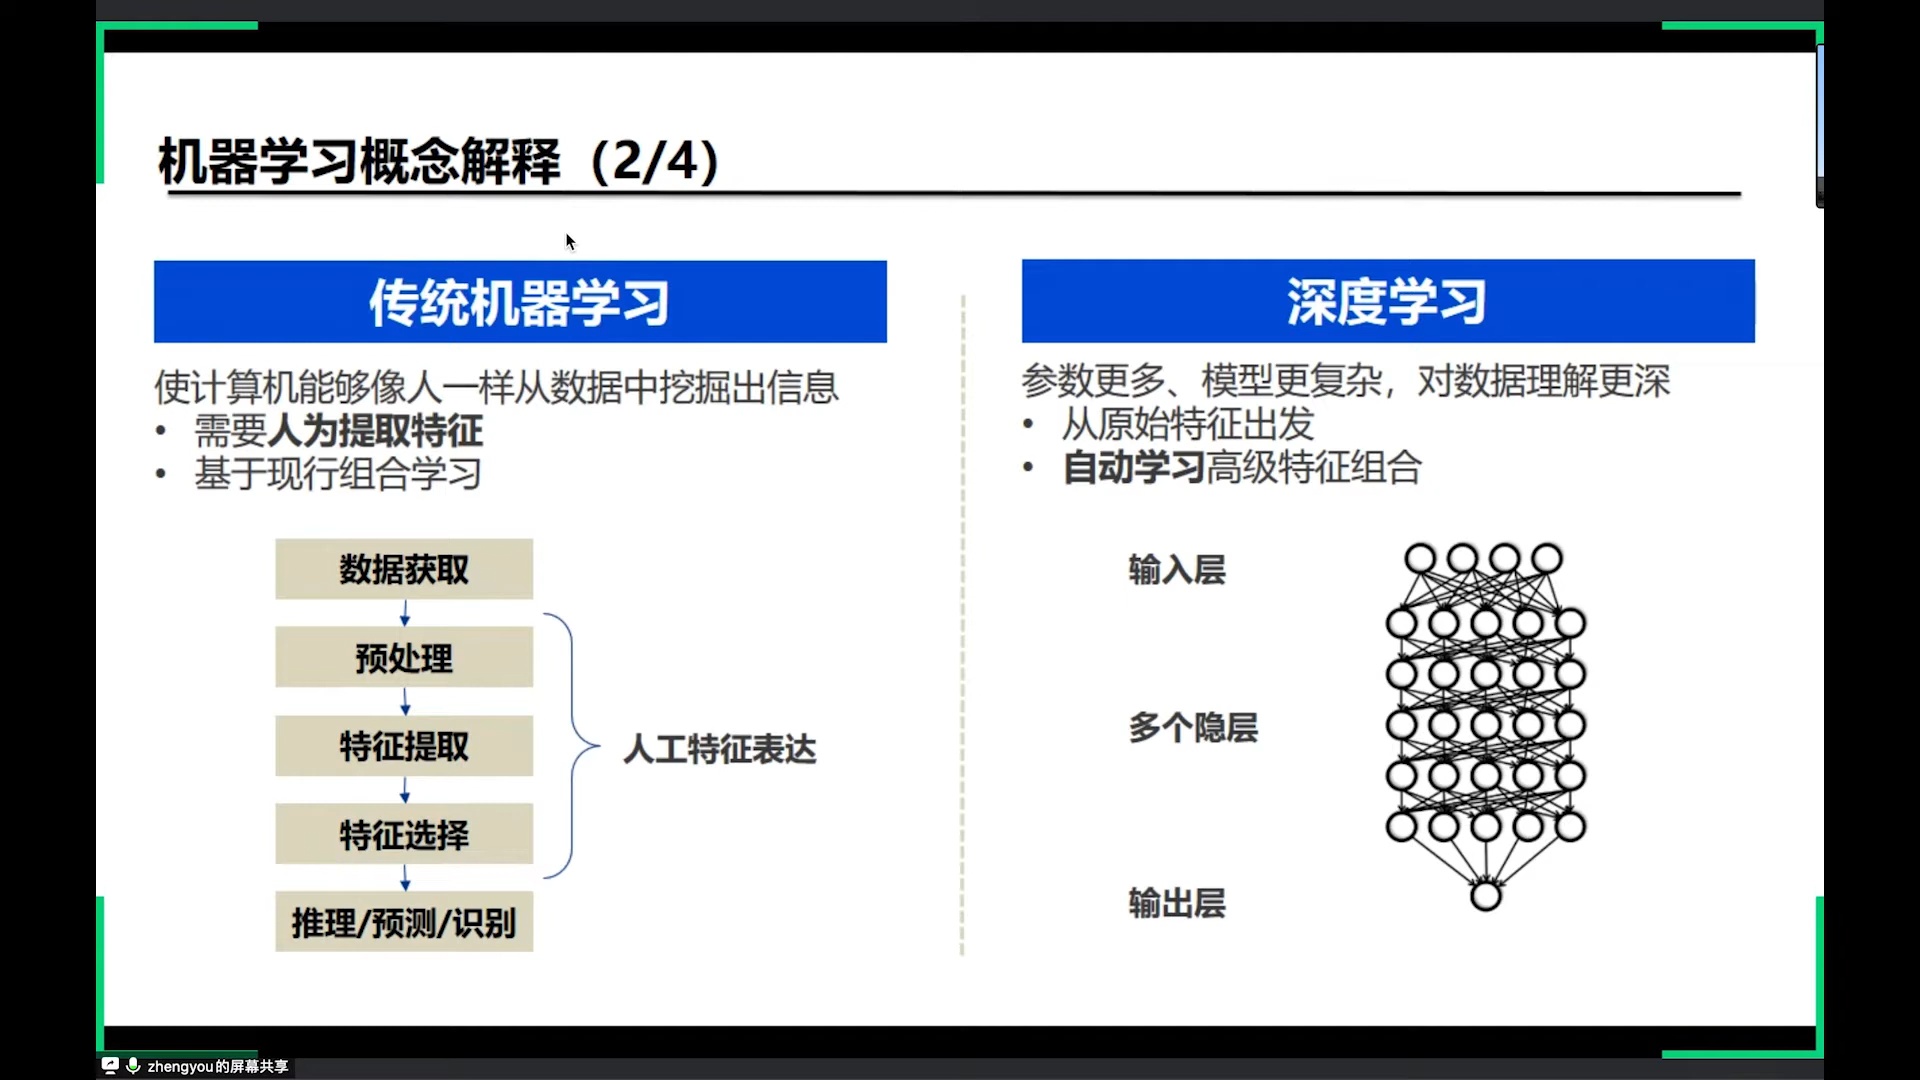 机器学习概念解释（2/4）
传统机器学习
使计算机能够像人一样从数据中挖掘出信息
• 需要人为提取特征
• 基于现行组合学习
数据获取
预处理
特征提取
特征选择
推理/预测/识别
人工特征表达
深度学习
参数更多、模型更复杂，对数据理解更深
• 从原始特征出发
• 自动学习高级特征组合
输入层
多个隐层
输出层
zhengyou的屏幕共享